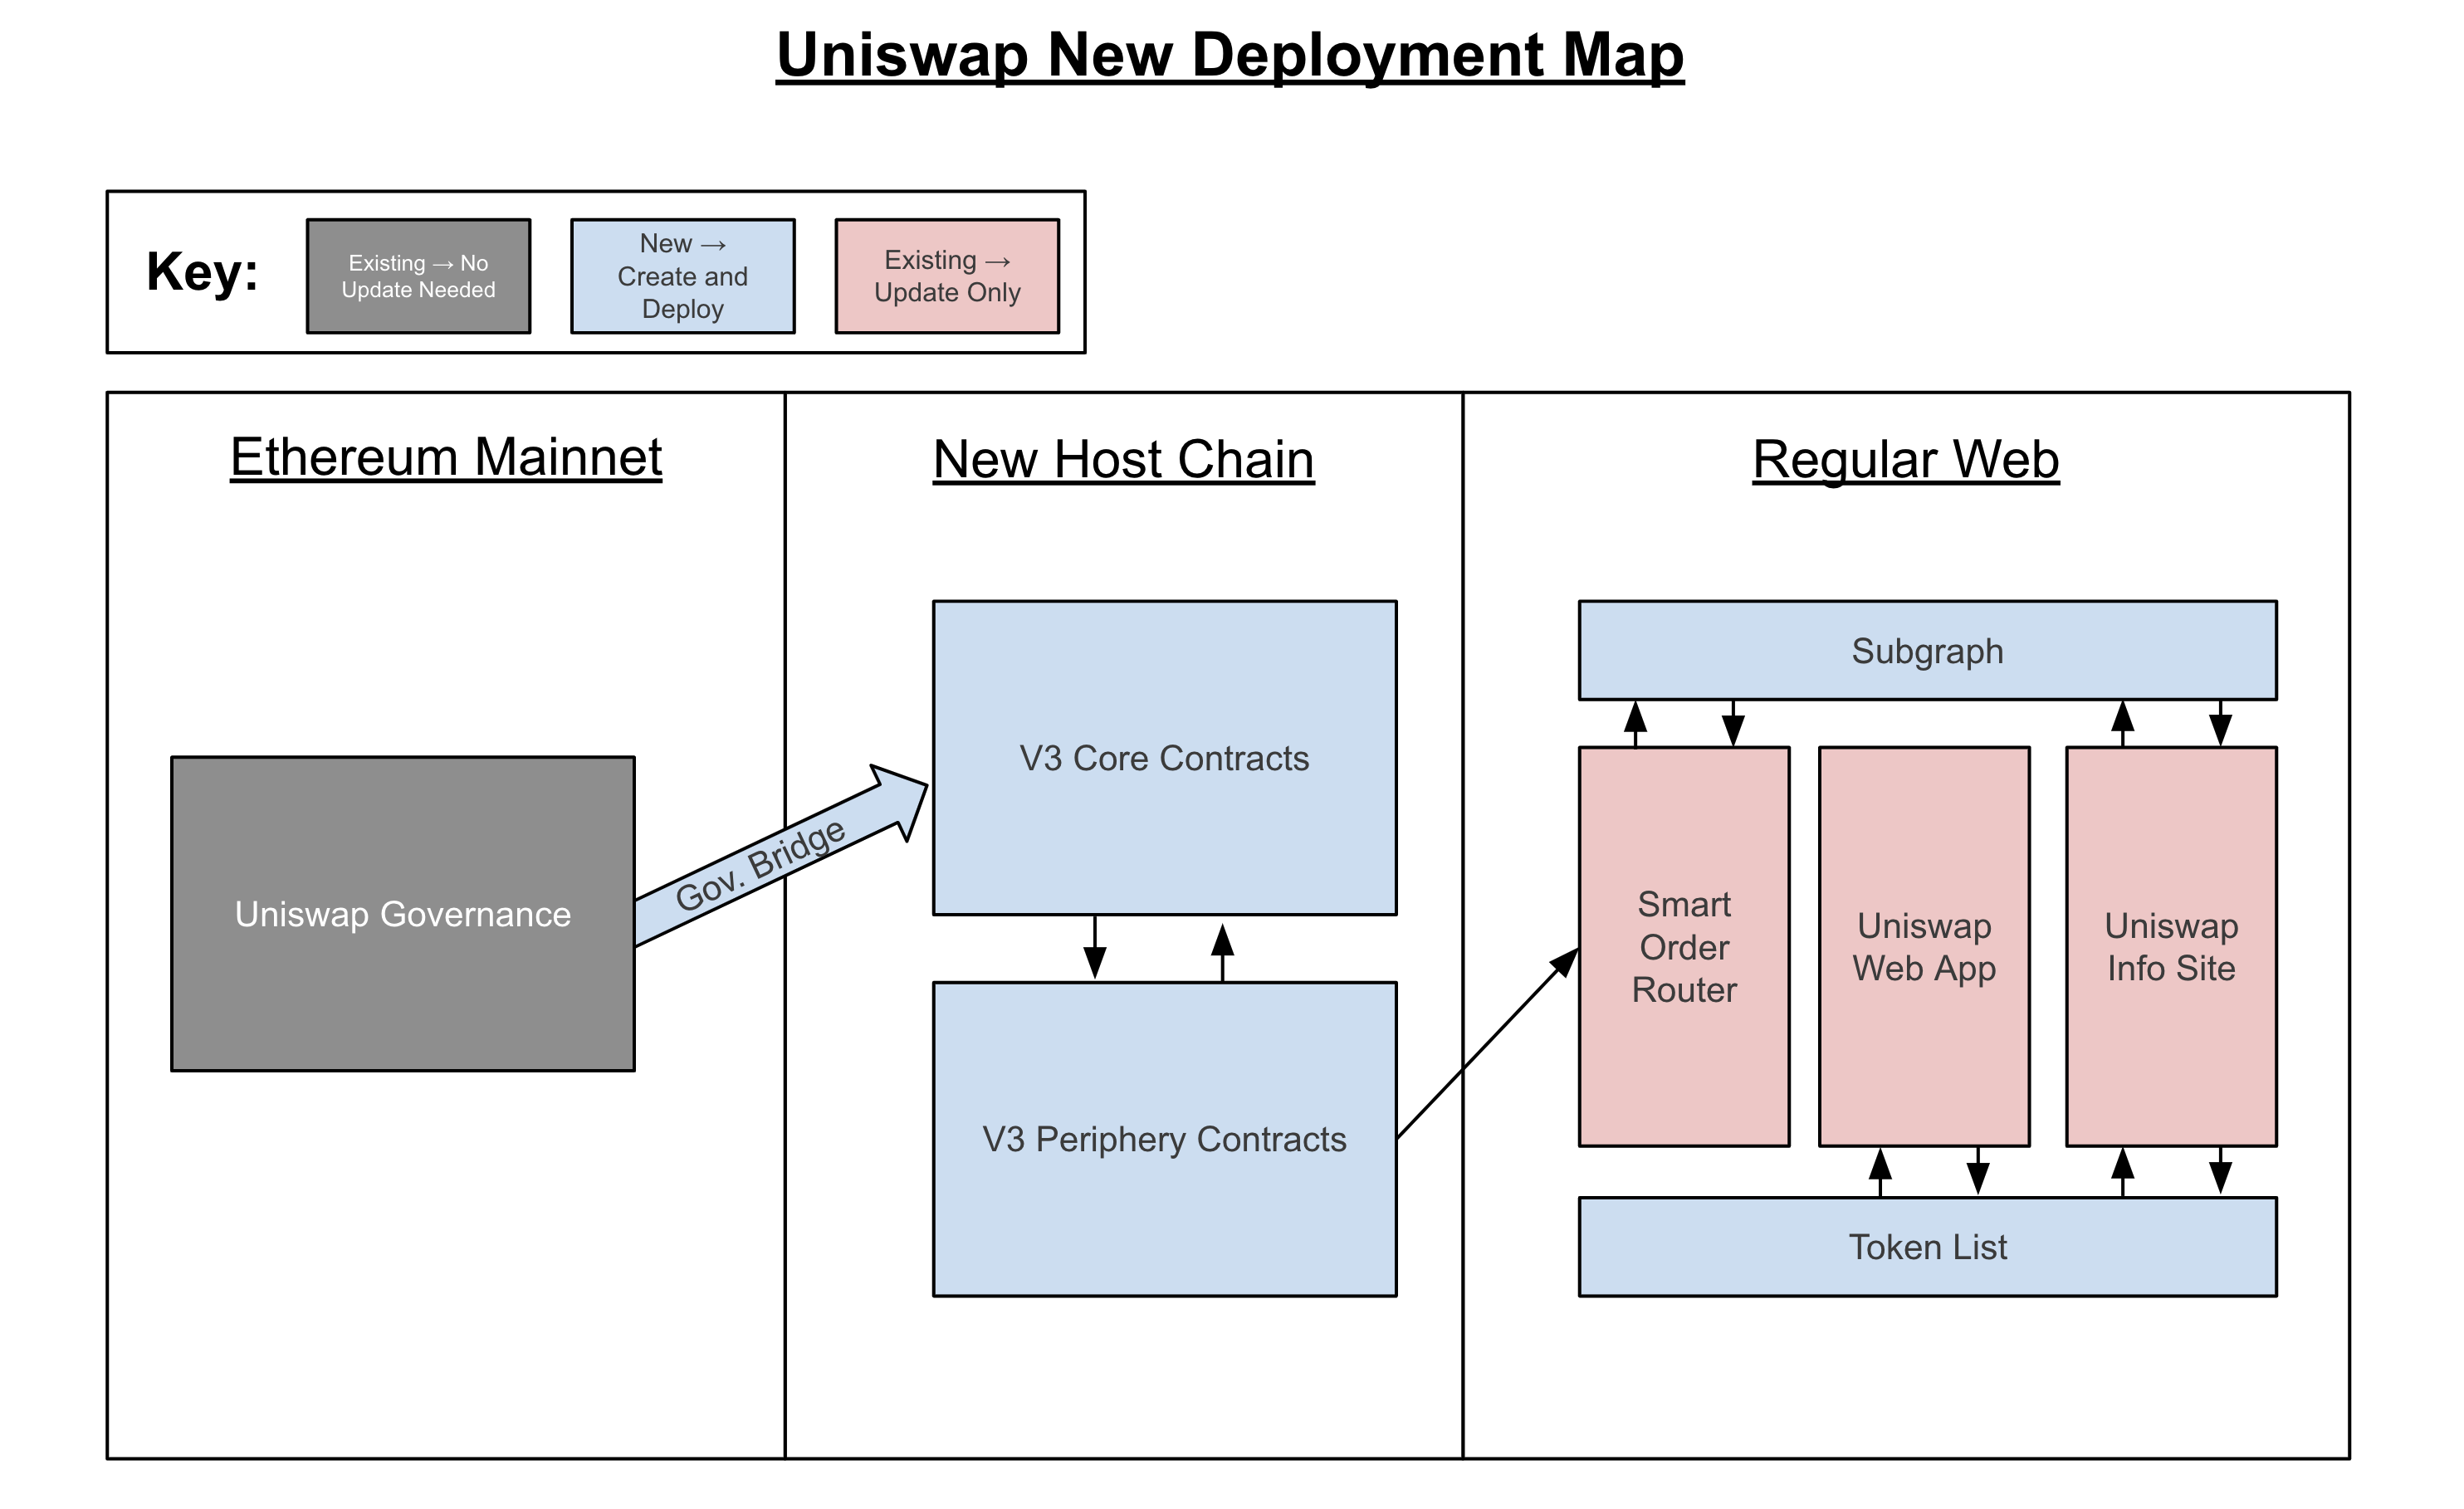 Uniswap New Deployment Map
Key:
Existing → No
Update Needed
New →
Create and
Deploy
Existing →
Update Only
Ethereum Mainnet
New Host Chain
Regular Web
Uniswap Governance
Gov. Bridge
V3 Core Contracts
V3 Periphery Contracts
Subgraph
Smart
Order
Router
Uniswap
Web App
Uniswap
Info Site
Token List